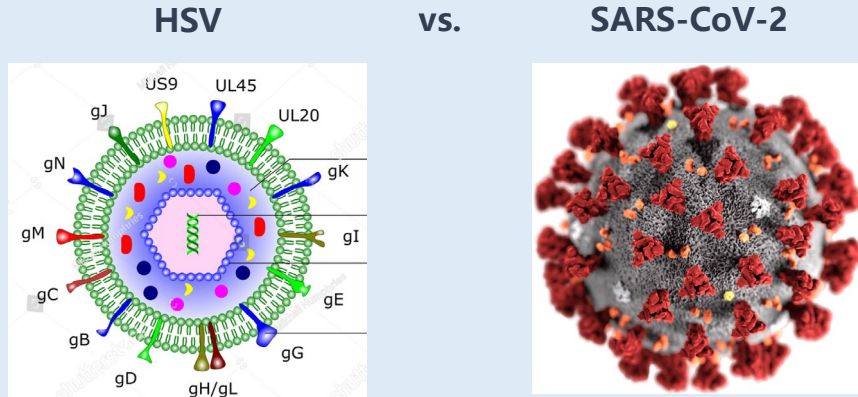 HSV vs. SARS-CoV-2
US9 UL45
gJ UL20
gN gK
gM gI
gC gE
gB gG
gD gH/gL